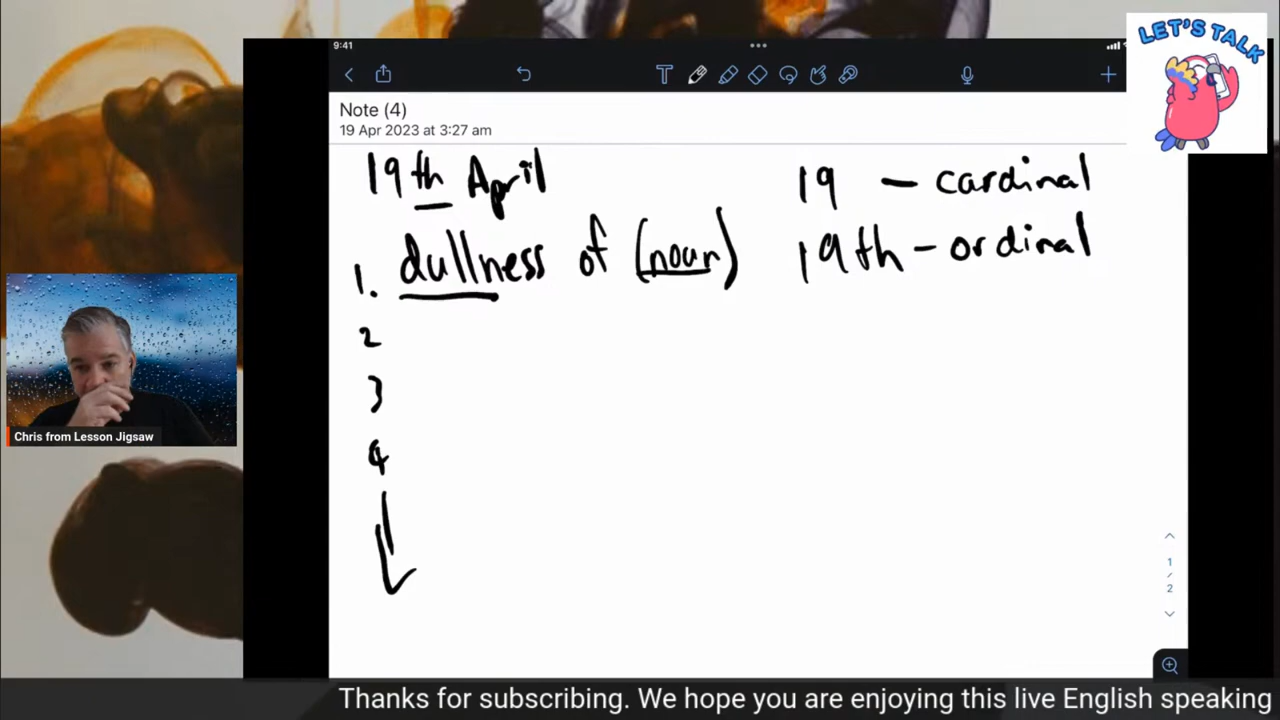 LET'S TALK
9:41
Note (4)
19 Apr 2023 at 3:27 am
19th April
19 - cardinal
1. dullness of (noun)
19th - ordinal
2
3
4
1
/
2
Chris from Lesson Jigsaw
Thanks for subscribing. We hope you are enjoying this live English speaking